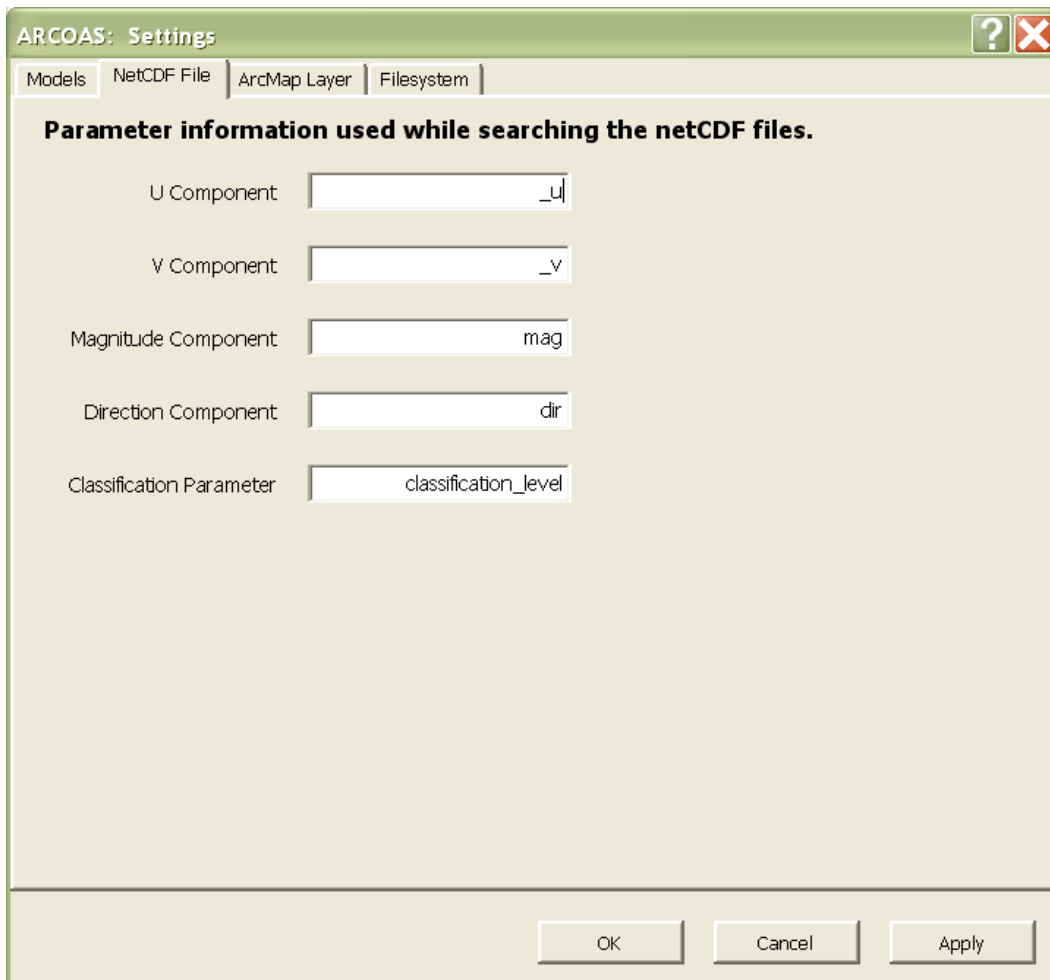 ARCOAS: Settings
Models NetCDF File ArcMap Layer Filesystem
Parameter information used while searching the netCDF files.
U Component _u
V Component _v
Magnitude Component mag
Direction Component dir
Classification Parameter classification_level
OK Cancel Apply